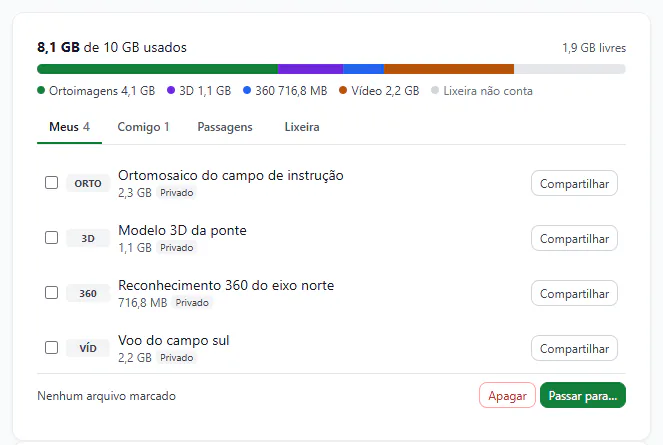 8,1 GB de 10 GB usados 1,9 GB livres
Ortoimagens 4,1 GB 3D 1,1 GB 360 716,8 MB Vídeo 2,2 GB Lixeira não conta
Meus 4 Comigo 1 Passagens Lixeira
ORTO Ortomosaico do campo de instrução Compartilhar
2,3 GB Privado
3D Modelo 3D da ponte Compartilhar
1,1 GB Privado
360 Reconhecimento 360 do eixo norte Compartilhar
716,8 MB Privado
VÍD Voo do campo sul Compartilhar
2,2 GB Privado
Nenhum arquivo marcado Apagar Passar para...